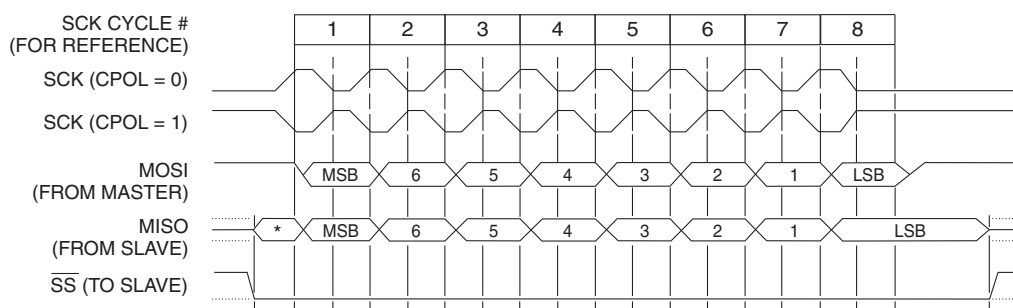 SCK CYCLE # 1 2 3 4 5 6 7 8
(FOR REFERENCE)
SCK (CPOL = 0)
SCK (CPOL = 1)
MOSI MSB 6 5 4 3 2 1 LSB
(FROM MASTER)
MISO * MSB 6 5 4 3 2 1 LSB
(FROM SLAVE)
SS (TO SLAVE)